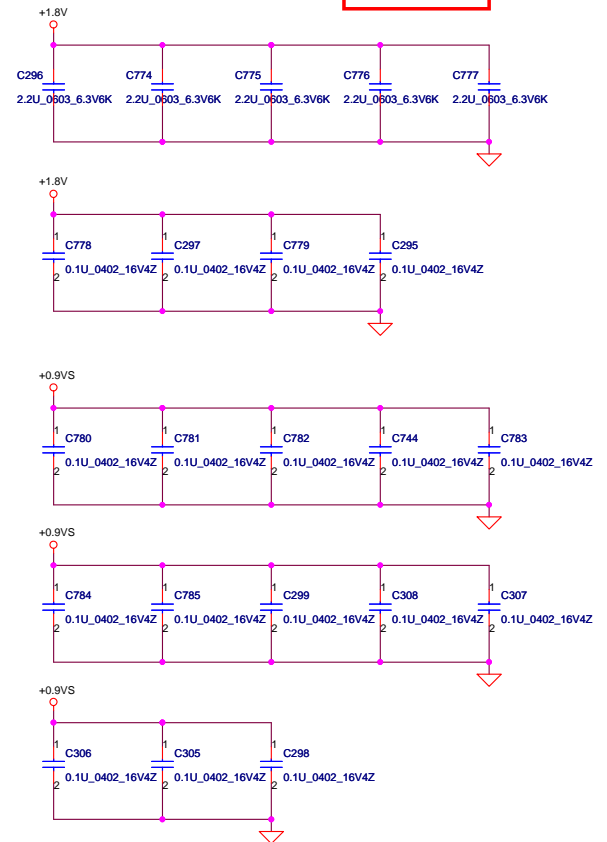 +1.8V
C296 C774 C775 C776 C777
2.2U_0603_6.3V6K 2.2U_0603_6.3V6K 2.2U_0603_6.3V6K 2.2U_0603_6.3V6K 2.2U_0603_6.3V6K
+1.8V
1 1 1 1
C778 C297 C779 C295
0.1U_0402_16V4Z 0.1U_0402_16V4Z 0.1U_0402_16V4Z 0.1U_0402_16V4Z
2 2 2 2
+0.9VS
1 1 1 1 1
C780 C781 C782 C744 C783
0.1U_0402_16V4Z 0.1U_0402_16V4Z 0.1U_0402_16V4Z 0.1U_0402_16V4Z 0.1U_0402_16V4Z
2 2 2 2 2
+0.9VS
1 1 1 1 1
C784 C785 C299 C308 C307
0.1U_0402_16V4Z 0.1U_0402_16V4Z 0.1U_0402_16V4Z 0.1U_0402_16V4Z 0.1U_0402_16V4Z
2 2 2 2 2
+0.9VS
1 1 1
C306 C305 C298
0.1U_0402_16V4Z 0.1U_0402_16V4Z 0.1U_0402_16V4Z
2 2 2